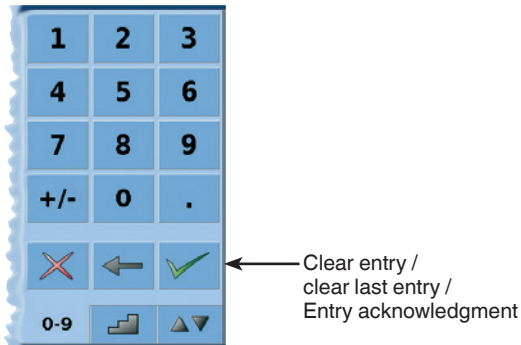 1 2 3
4 5 6
7 8 9
+/- 0 .
Clear entry /
clear last entry /
Entry acknowledgment
0-9